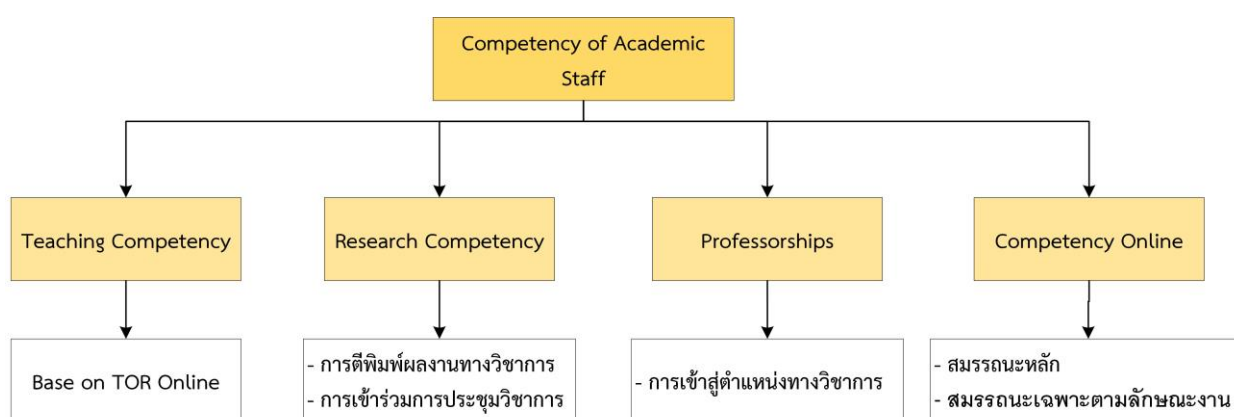 Competency of Academic
Staff
Teaching Competency
Research Competency
Professorships
Competency Online
Base on TOR Online
- การตีพิมพ์ผลงานทางวิชาการ
- การเข้าร่วมการประชุมวิชาการ
- การเข้าสู่ตำแหน่งทางวิชาการ
- สมรรถนะหลัก
- สมรรถนะเฉพาะตามลักษณะงาน